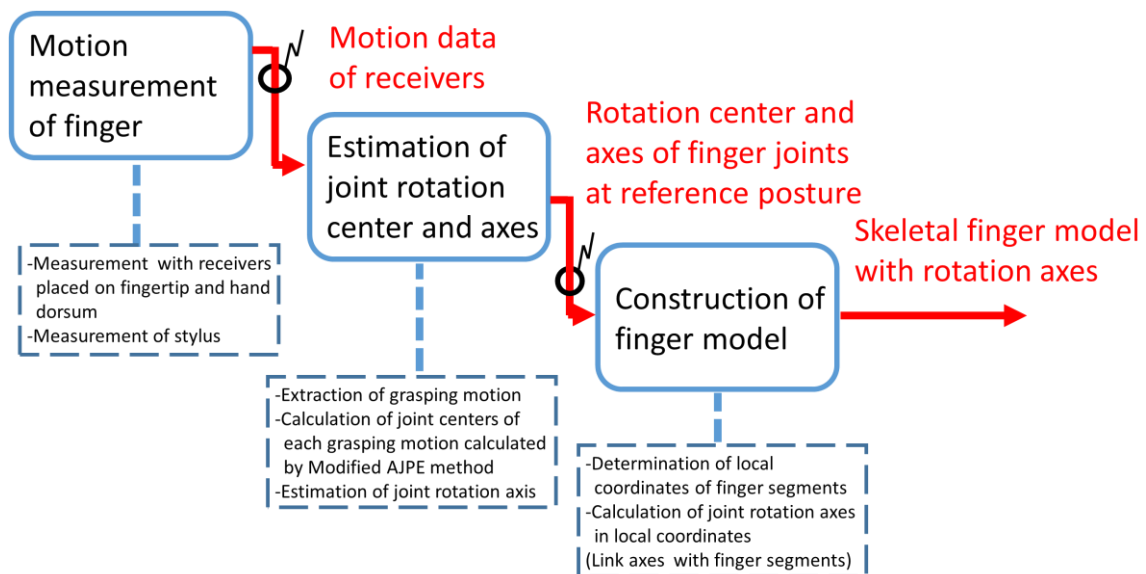 Motion
measurement
of finger
Motion data
of receivers
Estimation of
joint rotation
center and axes
Rotation center and
axes of finger joints
at reference posture
Construction of
finger model
Skeletal finger model
with rotation axes
-Measurement with receivers
placed on fingertip and hand
dorsum
-Measurement of stylus
-Extraction of grasping motion
-Calculation of joint centers of
each grasping motion calculated
by Modified AJPE method
-Estimation of joint rotation axis
-Determination of local
coordinates of finger segments
-Calculation of joint rotation axes
in local coordinates
(Link axes with finger segments)